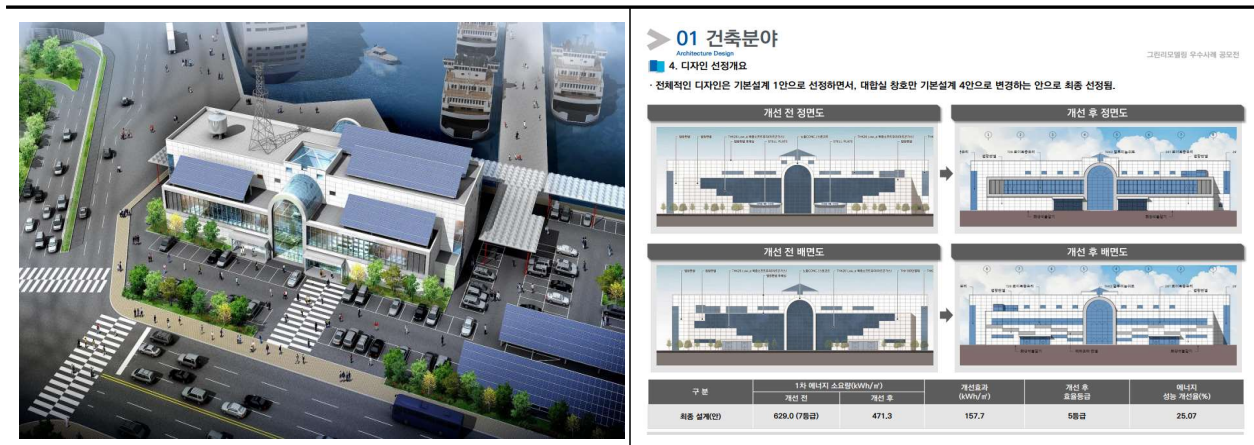 01 건축분야
Architecture Design
그린리모델링 우수사례 공모전
4. 디자인 선정개요
· 전체적인 디자인은 기본설계 1안으로 선정하면서, 대합실 창호만 기본설계 4안으로 변경하는 안으로 최종 선정됨.
개선 전 정면도
개선 후 정면도
개선 전 배면도
개선 후 배면도
구 분
1차 에너지 소요량(kWh/㎡)
개선 전
개선 후
개선효과
(kWh/㎡)
개선 후
효율등급
에너지
성능 개선율(%)
최종 설계(안)
629.0 (7등급)
471.3
157.7
5등급
25.07